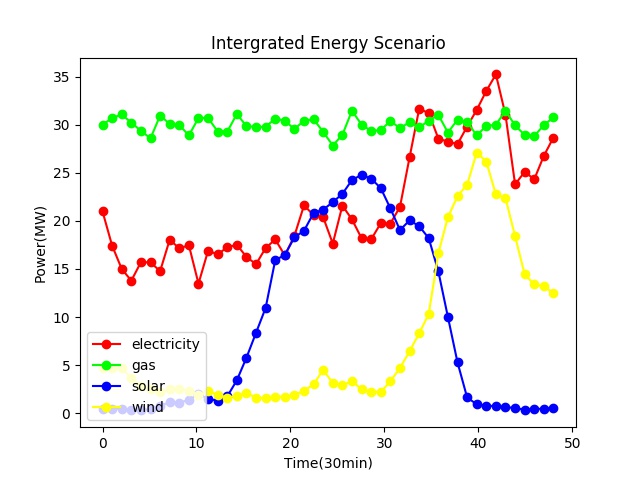 Intergrated Energy Scenario
Power(MW)
35
30
25
20
15
10
5
0
electricity
gas
solar
wind
0 10 20 30 40 50
Time(30min)